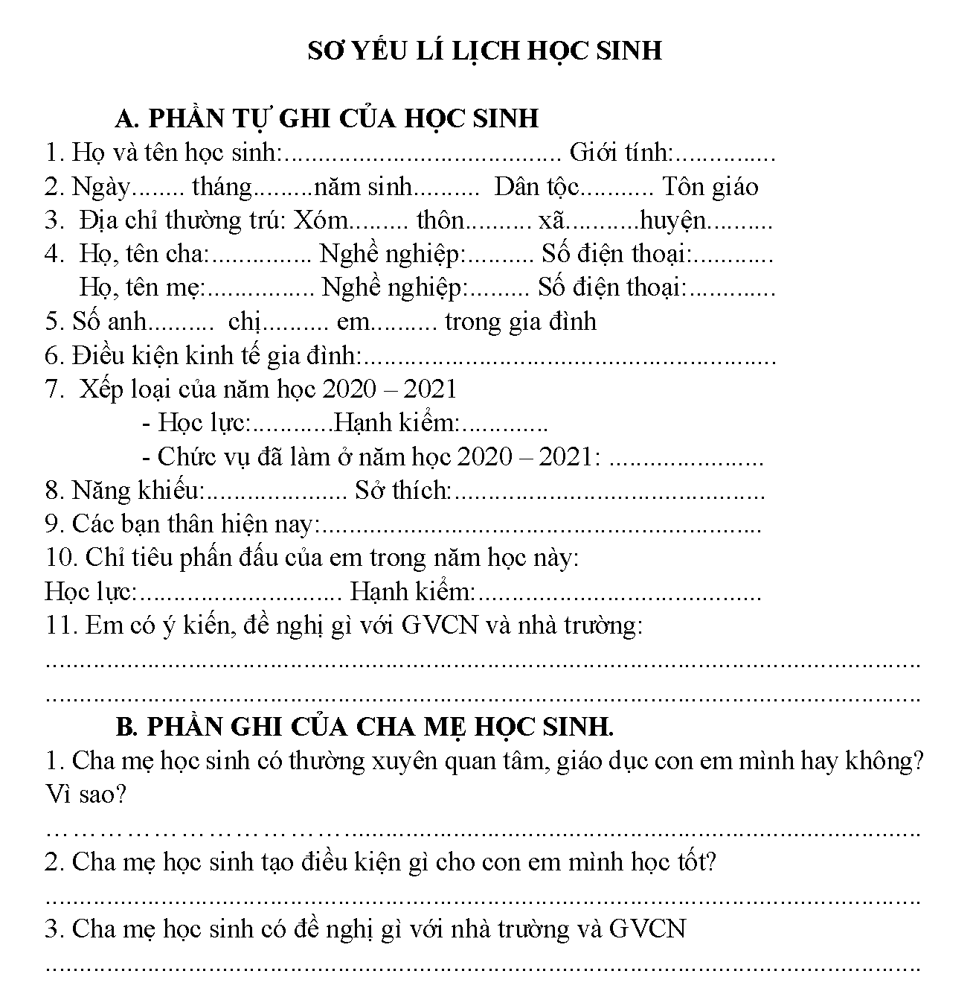 SƠ YẾU LÍ LỊCH HỌC SINH
A. PHẦN TỰ GHI CỦA HỌC SINH
1. Họ và tên học sinh:......................................... Giới tính:...............
2. Ngày........ tháng.........năm sinh..........  Dân tộc........... Tôn giáo
3.  Địa chỉ thường trú: Xóm......... thôn.......... xã...........huyện..........
4.  Họ, tên cha:............... Nghề nghiệp:.......... Số điện thoại:............
Họ, tên mẹ:................ Nghề nghiệp:......... Số điện thoại:.............
5. Số anh..........  chị.......... em.......... trong gia đình
6. Điều kiện kinh tế gia đình:.............................................................
7.  Xếp loại của năm học 2020 – 2021
- Học lực:............Hạnh kiểm:.............
- Chức vụ đã làm ở năm học 2020 – 2021: .......................
8. Năng khiếu:..................... Sở thích:..............................................
9. Các bạn thân hiện nay:.................................................................
10. Chỉ tiêu phấn đấu của em trong năm học này:
Học lực:.............................. Hạnh kiểm:..........................................
11. Em có ý kiến, đề nghị gì với GVCN và nhà trường:
.................................................................................................................................
.................................................................................................................................
B. PHẦN GHI CỦA CHA MẸ HỌC SINH.
1. Cha mẹ học sinh có thường xuyên quan tâm, giáo dục con em mình hay không?
Vì sao?
………………………………....................................................................................
2. Cha mẹ học sinh tạo điều kiện gì cho con em mình học tốt?
.................................................................................................................................
3. Cha mẹ học sinh có đề nghị gì với nhà trường và GVCN
.................................................................................................................................